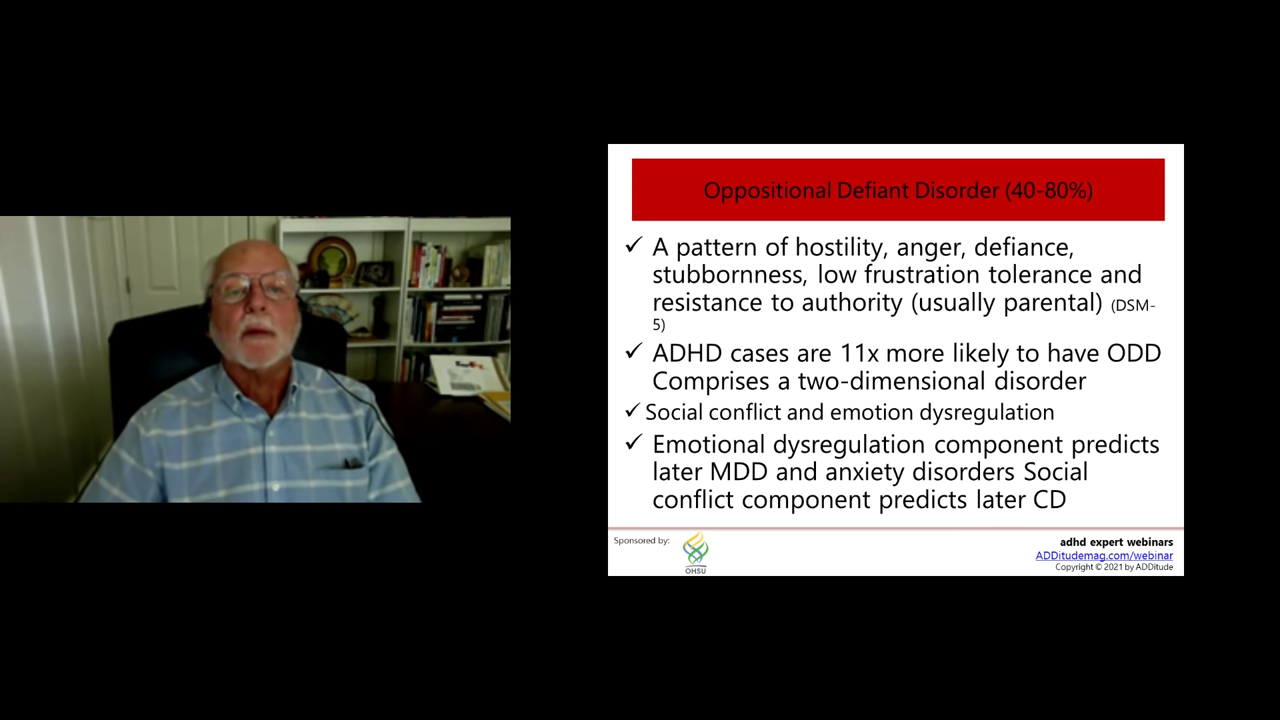 Oppositional Defiant Disorder (40-80%)
✓ A pattern of hostility, anger, defiance,
stubbornness, low frustration tolerance and
resistance to authority (usually parental) (DSM-
5)
✓ ADHD cases are 11x more likely to have ODD
Comprises a two-dimensional disorder
✓ Social conflict and emotion dysregulation
✓ Emotional dysregulation component predicts
later MDD and anxiety disorders Social
conflict component predicts later CD
Sponsored by:
OHSU
adhd expert webinars
ADDitudemag.com/webinar
Copyright © 2021 by ADDitude
FedEx